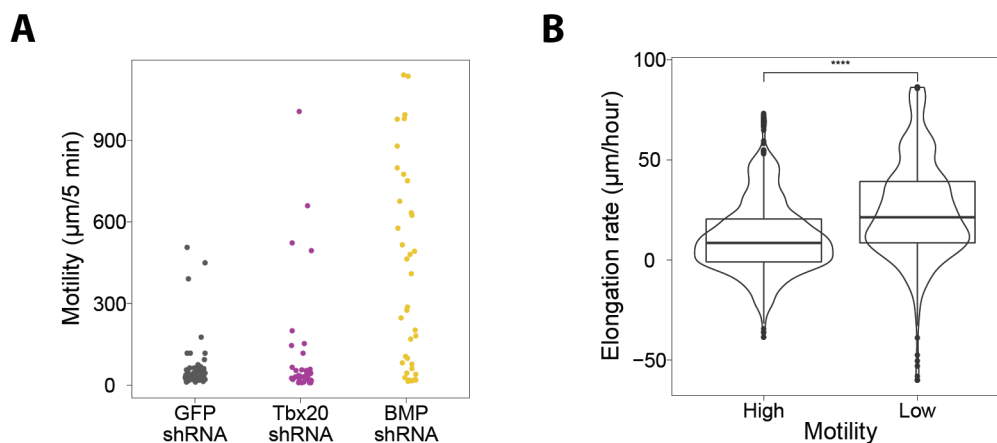 A
Motility (μm/5 min)
900
600
300
0
GFP
shRNA
Tbx20
shRNA
BMP
shRNA
B
Elongation rate (μm/hour)
100
50
0
−50
****
High
Low
Motility